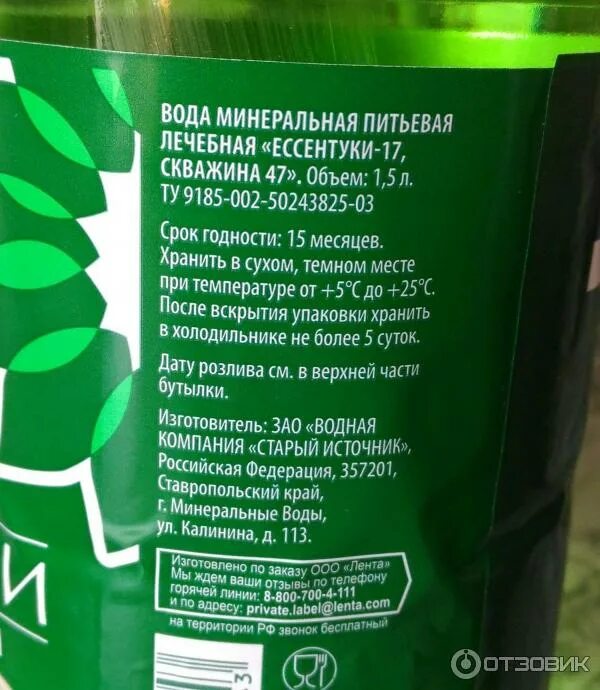 ВОДА МИНЕРАЛЬНАЯ ПИТЬЕВАЯ
ЛЕЧЕБНАЯ «ЕССЕНТУКИ-17,
СКВАЖИНА 47». Объем: 1,5 л.
ТУ 9185-002-50243825-03
Срок годности: 15 месяцев.
Хранить в сухом, темном месте
при температуре от +5°С до +25°С.
После вскрытия упаковки хранить
в холодильнике не более 5 суток.
Дату розлива см. в верхней части
бутылки.
Изготовитель: ЗАО «ВОДНАЯ
КОМПАНИЯ «СТАРЫЙ ИСТОЧНИК»,
Российская Федерация, 357201,
Ставропольский край,
г. Минеральные Воды,
ул. Калинина, д. 113.
Изготовлено по заказу ООО «Лента»
Мы ждем ваши отзывы по телефону
горячей линии: 8-800-700-4-111
и по адресу: private.label@lenta.com
на территории РФ звонок бесплатный
ОТЗОВИК